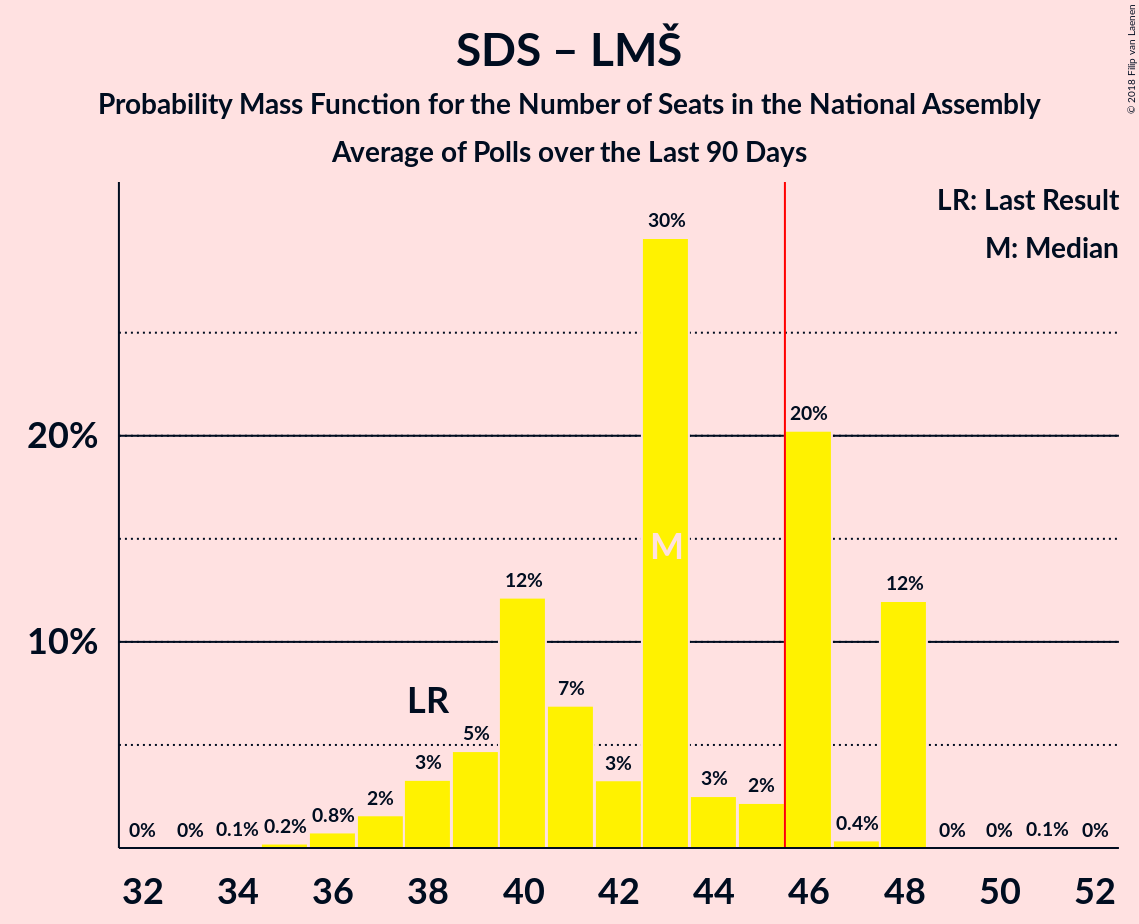 SDS – LMŠ
Probability Mass Function for the Number of Seats in the National Assembly
Average of Polls over the Last 90 Days
© 2018 Filip van Laenen
LR: Last Result
M: Median
30%
20%
20%
12%
12%
10%
7%
LR
5%
3%
3%
3%
2%
2%
0.8%
0.4%
0%
0%
0.1%
0.2%
0%
0%
0.1%
0%
M
32 34 36 38 40 42 44 46 48 50 52